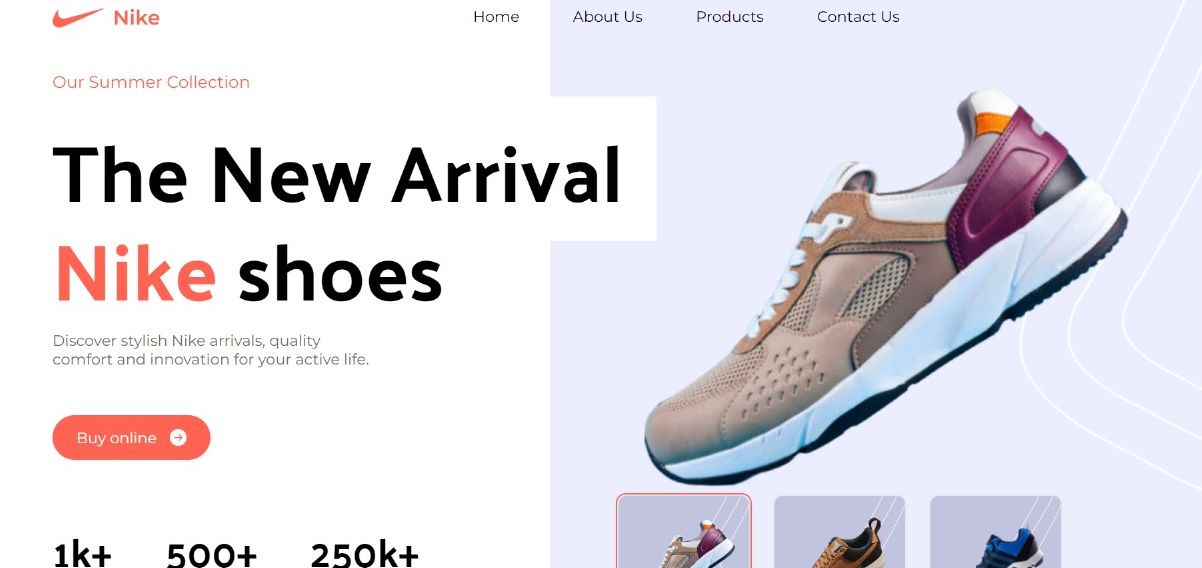 Nike
Home
About Us
Products
Contact Us
Our Summer Collection
The New Arrival
Nike shoes
Discover stylish Nike arrivals, quality
comfort and innovation for your active life.
Buy online
1k+
500+
250k+